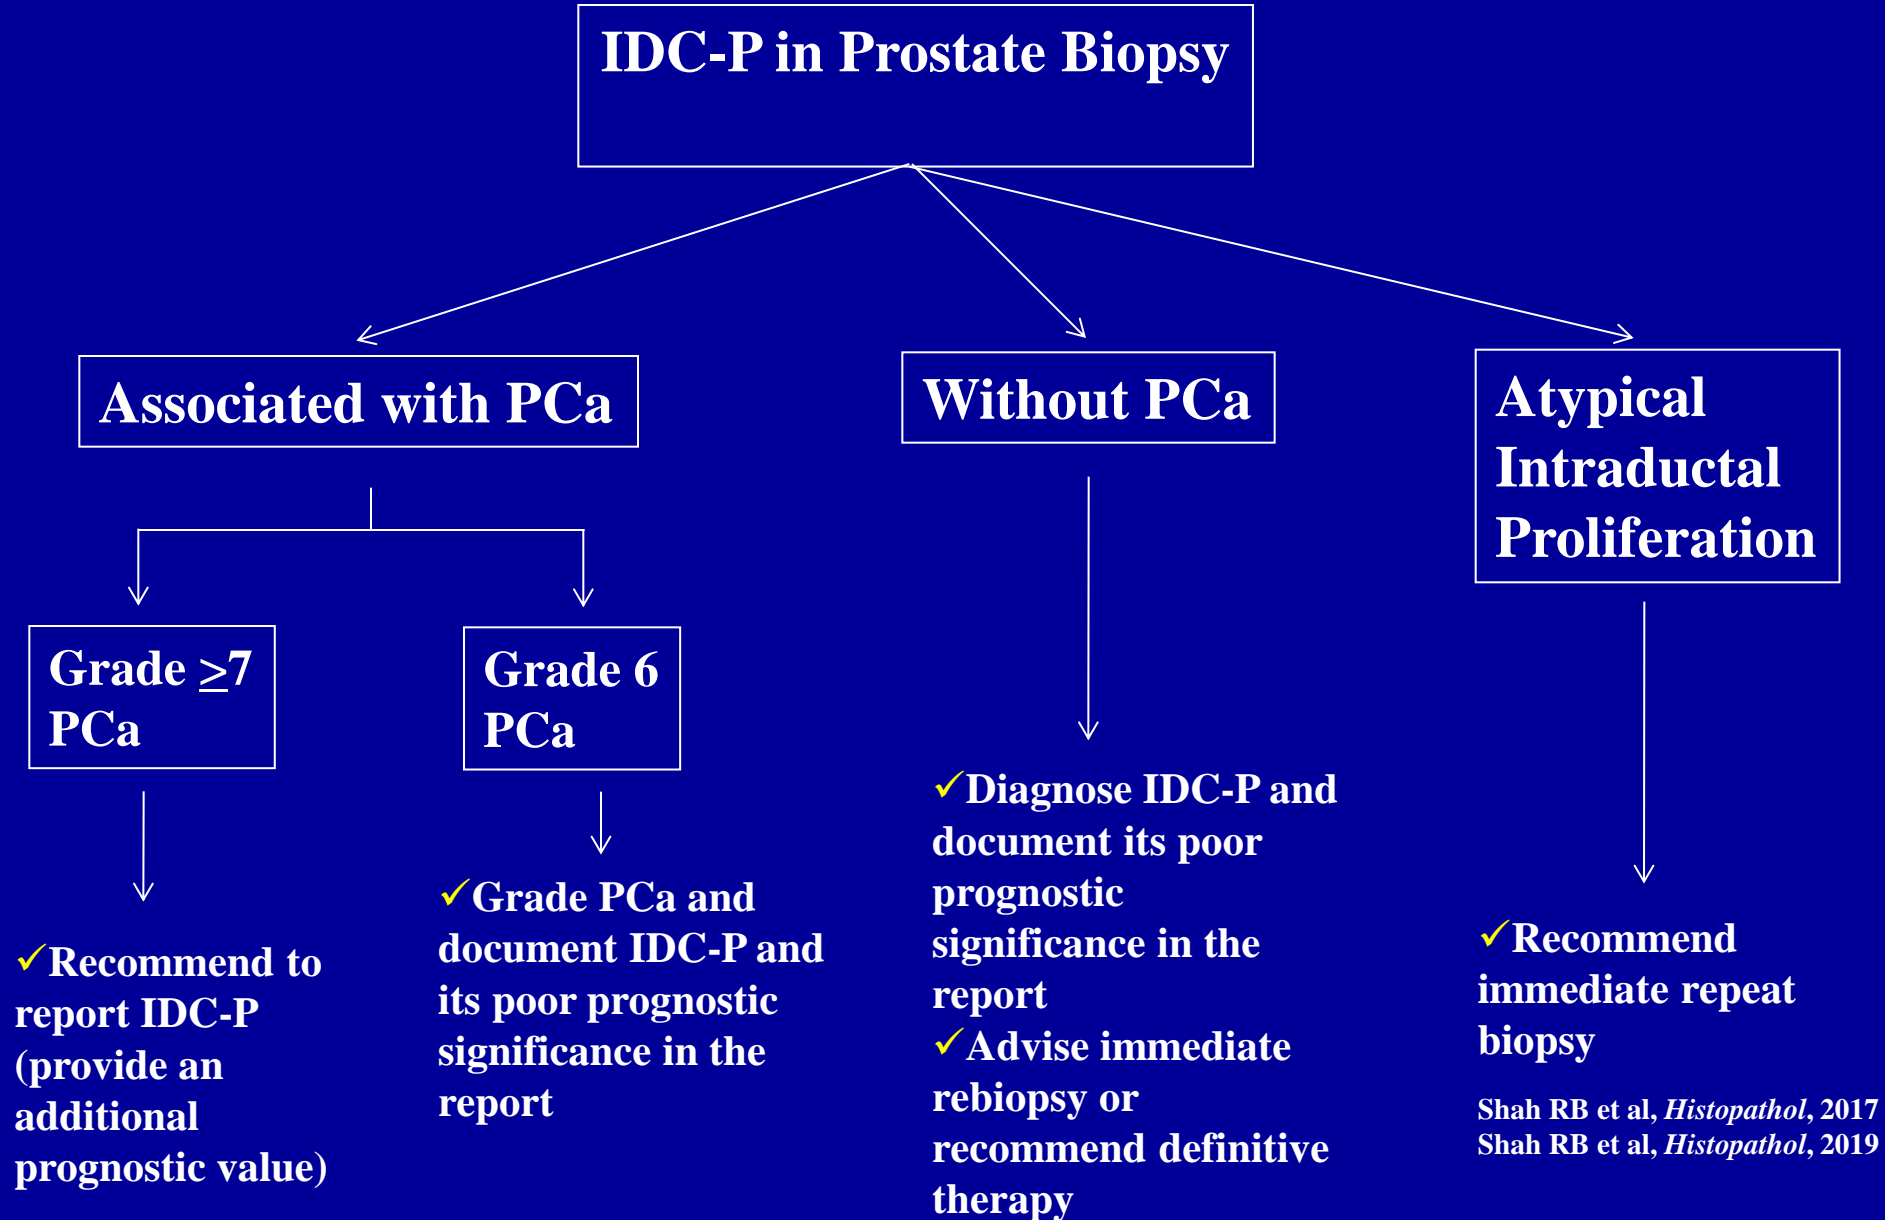 IDC-P in Prostate Biopsy
Associated with PCa
Without PCa
Atypical
Intraductal
Proliferation
Grade ≥7
PCa
Grade 6
PCa
✓Recommend to
report IDC-P
(provide an
additional
prognostic value)
✓Grade PCa and
document IDC-P and
its poor prognostic
significance in the
report
✓Diagnose IDC-P and
document its poor
prognostic
significance in the
report
✓Advise immediate
rebiopsy or
recommend definitive
therapy
✓Recommend
immediate repeat
biopsy
Shah RB et al, Histopathol, 2017
Shah RB et al, Histopathol, 2019